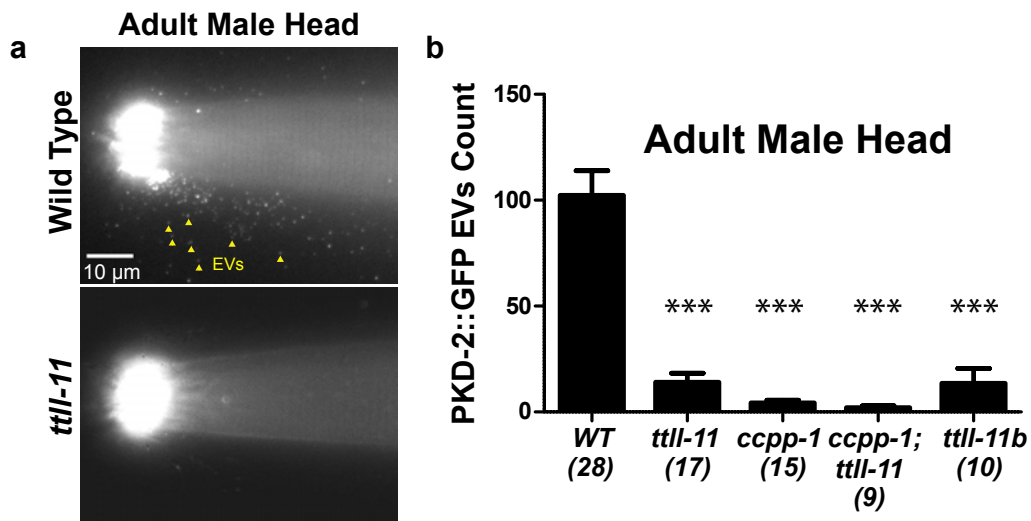 Adult Male Head
a
Wild Type
EVs
10 µm
ttll-11
b
Adult Male Head
PKD-2::GFP EVs Count
150
100
50
0
*** *** *** ***
WT ttll-11 ccpp-1 ccpp-1; ttll-11b
(28) (17) (15) ttll-11 (10)
(9)